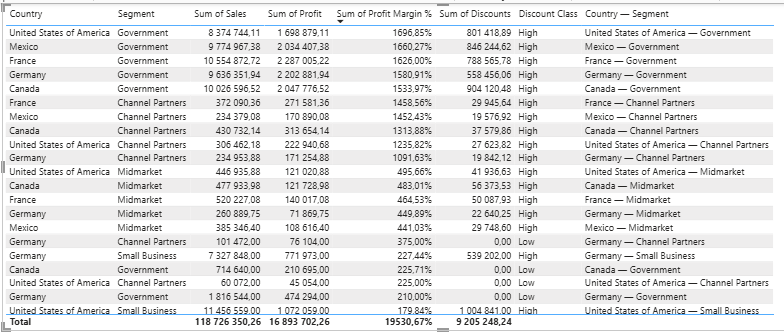 Country Segment Sum of Sales Sum of Profit Sum of Profit Margin % Sum of Discounts Discount Class Country — Segment
United States of America Government 8 374 744,11 1 698 879,11 1696,85% 801 418,89 High United States of America — Government
Mexico Government 9 774 967,38 2 034 407,38 1660,27% 846 244,62 High Mexico — Government
France Government 10 554 872,72 2 287 005,22 1626,00% 788 565,78 High France — Government
Germany Government 9 636 351,94 2 202 881,94 1580,91% 558 456,06 High Germany — Government
Canada Government 10 026 596,52 2 047 776,52 1533,97% 904 120,48 High Canada — Government
France Channel Partners 372 090,36 271 581,36 1458,56% 29 945,64 High France — Channel Partners
Mexico Channel Partners 234 379,08 170 890,08 1452,43% 19 576,92 High Mexico — Channel Partners
Canada Channel Partners 430 732,14 313 654,14 1313,88% 37 579,86 High Canada — Channel Partners
United States of America Channel Partners 306 462,18 222 940,68 1235,82% 27 623,82 High United States of America — Channel Partners
Germany Channel Partners 234 953,88 171 254,88 1091,63% 19 842,12 High Germany — Channel Partners
United States of America Midmarket 446 935,88 121 020,88 495,66% 41 936,63 High United States of America — Midmarket
Canada Midmarket 477 933,98 121 728,98 483,01% 56 373,53 High Canada — Midmarket
France Midmarket 520 227,08 140 017,08 464,53% 50 087,93 High France — Midmarket
Germany Midmarket 260 889,75 71 869,75 449,89% 22 640,25 High Germany — Midmarket
Mexico Midmarket 385 346,40 108 616,40 441,03% 29 748,60 High Mexico — Midmarket
Germany Channel Partners 101 472,00 76 104,00 375,00% 0,00 Low Germany — Channel Partners
Germany Small Business 7 327 848,00 771 973,00 227,44% 539 202,00 High Germany — Small Business
Canada Government 714 640,00 210 695,00 225,71% 0,00 Low Canada — Government
United States of America Channel Partners 60 072,00 45 054,00 225,00% 0,00 Low United States of America — Channel Partners
Germany Government 1 816 544,00 474 294,00 210,00% 0,00 Low Germany — Government
United States of America Small Business 11 456 559,00 1 072 059,00 179,84% 1 004 841,00 High United States of America — Small Business
Total 118 726 350,26 16 893 702,26 19530,67% 9 205 248,24